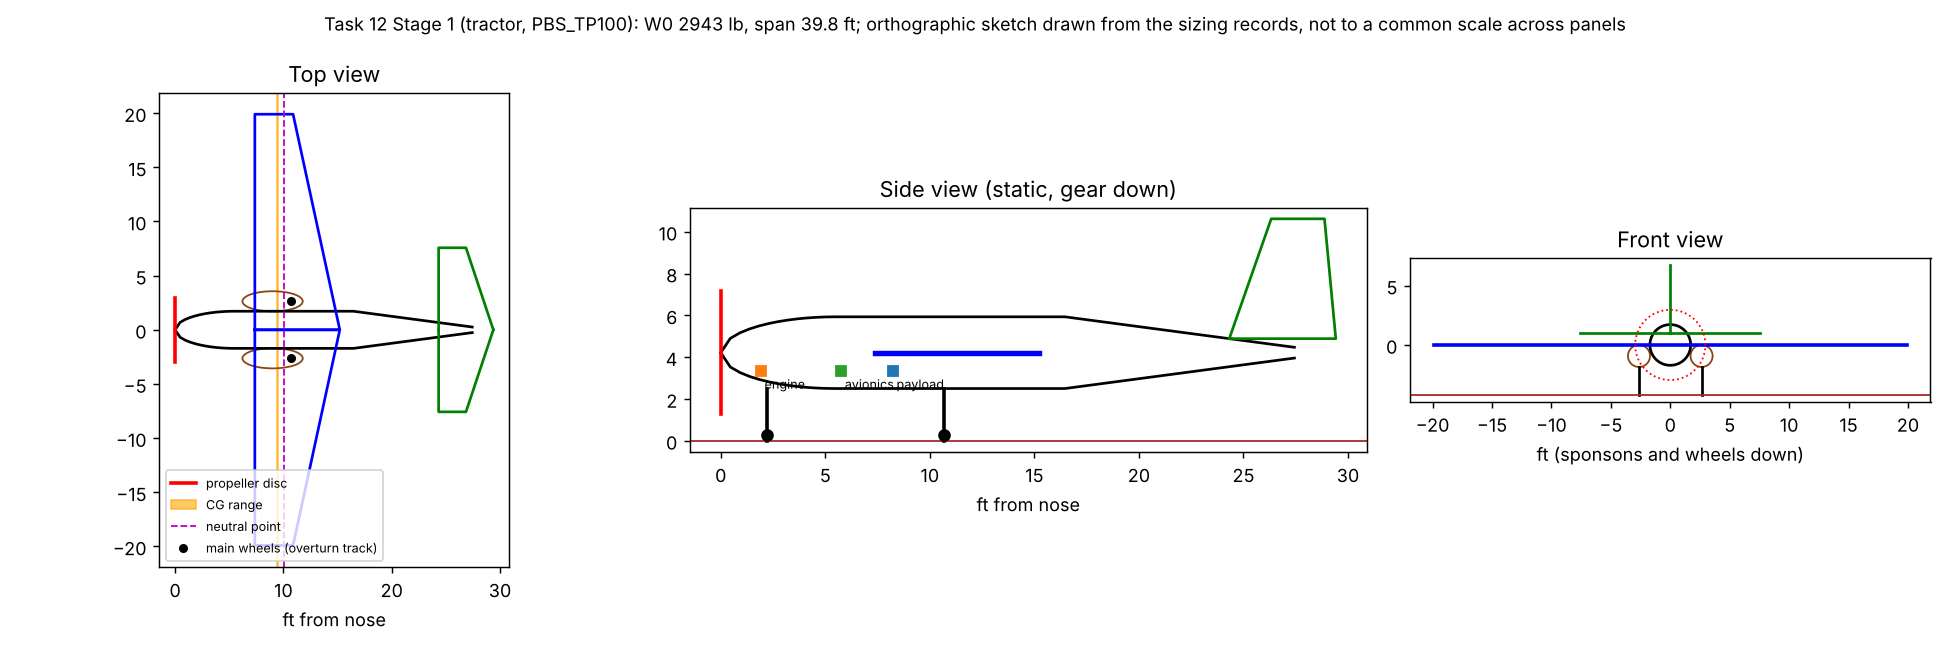 Task 12 Stage 1 (tractor, PBS_TP100): W0 2943 lb, span 39.8 ft; orthographic sketch drawn from the sizing records, not to a common scale across panels
Top view
20
15
10
5
0
−5
−10
−15
−20
propeller disc
CG range
neutral point
main wheels (overturn track)
0 10 20 30
ft from nose
Side view (static, gear down)
10
8
6
4
2
0
engine avionics payload
0 5 10 15 20 25 30
ft from nose
Front view
5
0
−20 −15 −10 −5 0 5 10 15 20
ft (sponsons and wheels down)